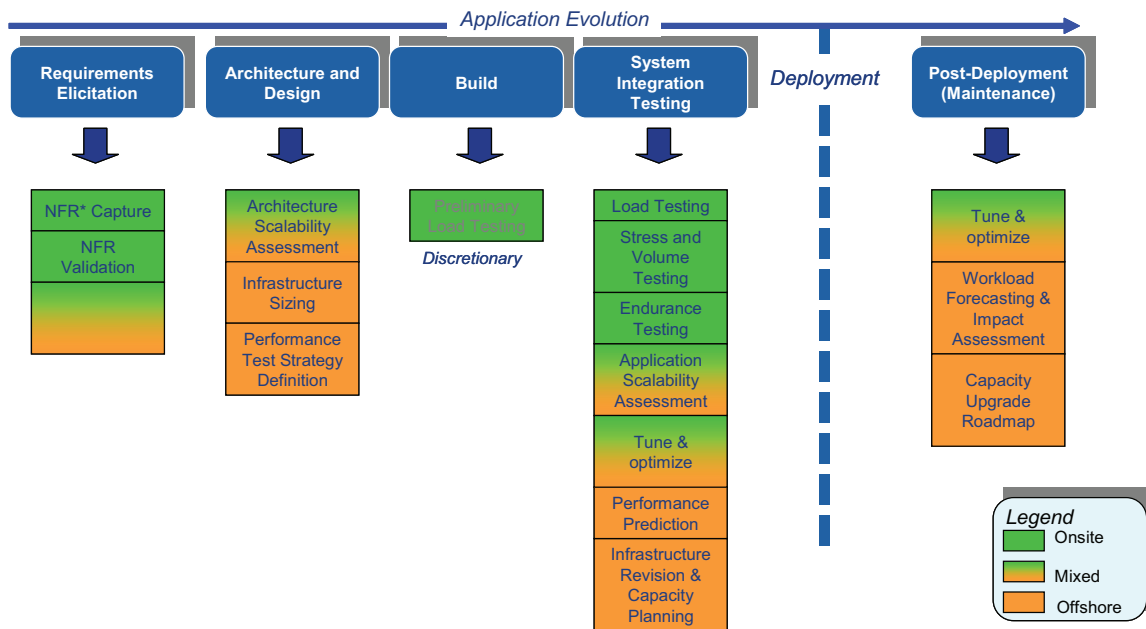 Application Evolution
Requirements
Elicitation
Architecture and
Design
Build
System
Integration
Testing
Deployment
Post-Deployment
(Maintenance)
NFR* Capture
NFR
Validation
Architecture
Scalability
Assessment
Infrastructure
Sizing
Performance
Test Strategy
Definition
Preliminary
Load Testing
Discretionary
Load Testing
Stress and
Volume
Testing
Endurance
Testing
Application
Scalability
Assessment
Tune &
optimize
Performance
Prediction
Infrastructure
Revision &
Capacity
Planning
Tune &
optimize
Workload
Forecasting &
Impact
Assessment
Capacity
Upgrade
Roadmap
Legend
Onsite
Mixed
Offshore